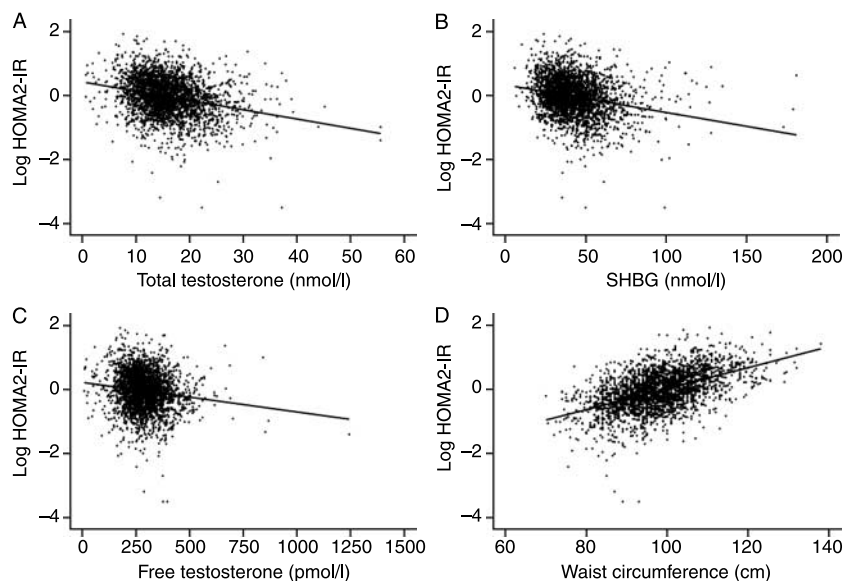 A
Log HOMA2-IR
2
0
–2
–4
0 10 20 30 40 50 60
Total testosterone (nmol/l)
B
Log HOMA2-IR
2
0
–2
–4
0 50 100 150 200
SHBG (nmol/l)
C
Log HOMA2-IR
2
0
–2
–4
0 250 500 750 1000 1250 1500
Free testosterone (pmol/l)
D
Log HOMA2-IR
2
0
–2
–4
60 80 100 120 140
Waist circumference (cm)